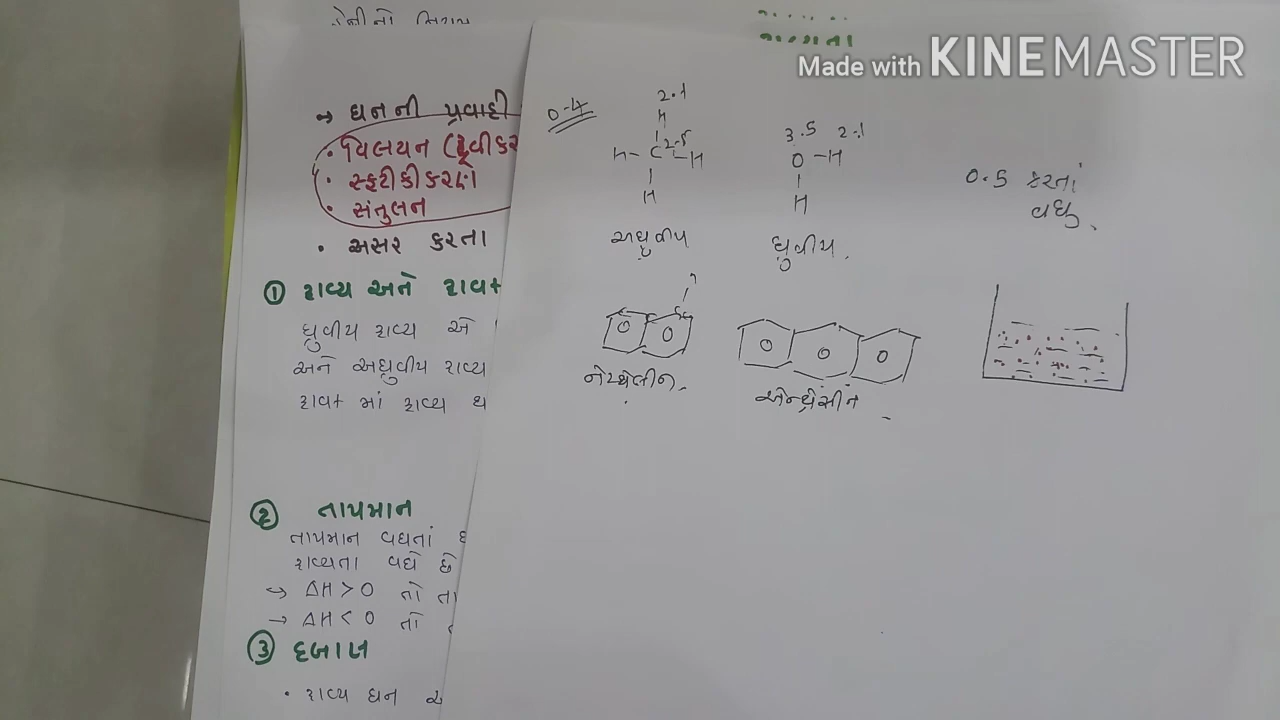 Made with KINEMASTER
→ ઘનની પ્રવાહી
• વિલયન
• સ્ફટીકીકરણ
• સંતુલન
• અસર કરતા
① દ્રાવ્ય અને
ધ્રુવીય દ્રાવ્ય એ
અને અધ્રુવીય દ્રાવ્ય
માં દ્રાવ્ય
② તાપમાન
તાપમાન વધતાં
દ્રાવ્યતા વધે છે
→ ΔH > 0 તો તા
→ ΔH < 0 તો
③ દબાણ
• દ્રાવ્ય ઘન
0.4
2.1
H
2.5
H- C -H
H
અધ્રુવીય
3.5 2.1
O -H
H
ધ્રુવીય
0.5 કરતાં
વધુ
નેપ્થેલીન
એન્થ્રેસીન